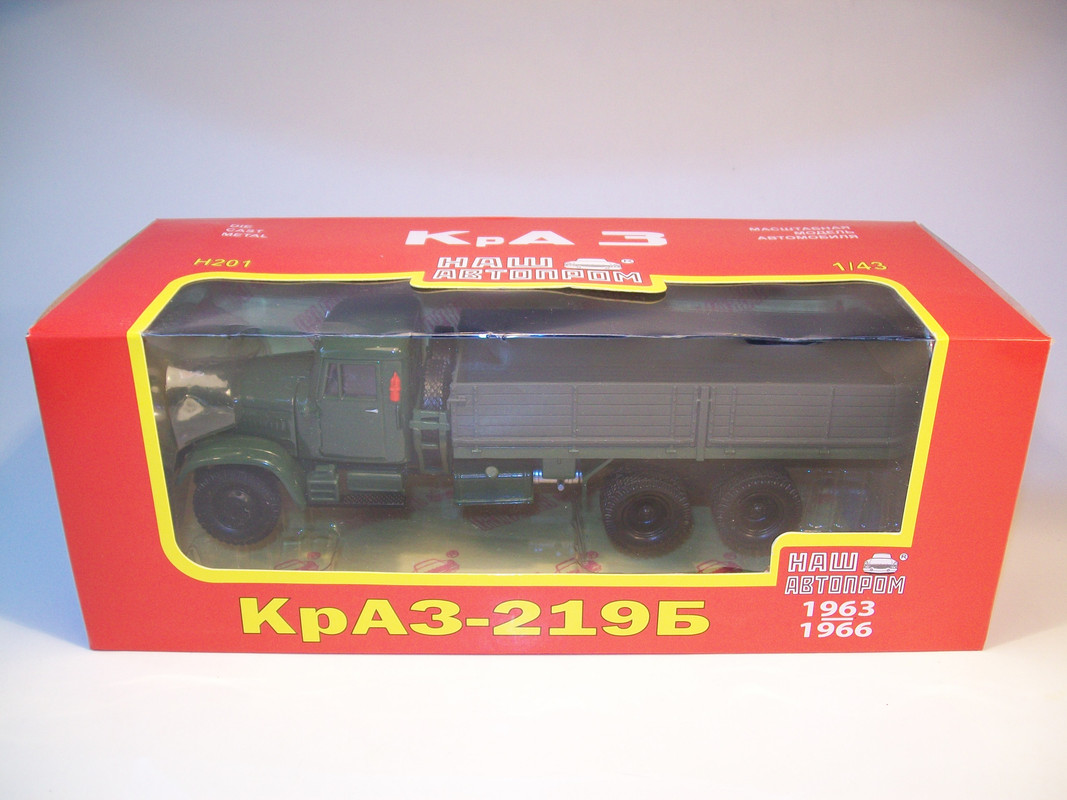 DIE
CAST
METAL
КрАЗ
МАСШТАБНАЯ
МОДЕЛЬ
АВТОМОБИЛЯ
H201
НАШ
АВТОПРОМ
®
1/43
КрАЗ-219Б
НАШ
АВТОПРОМ
®
1963
1966